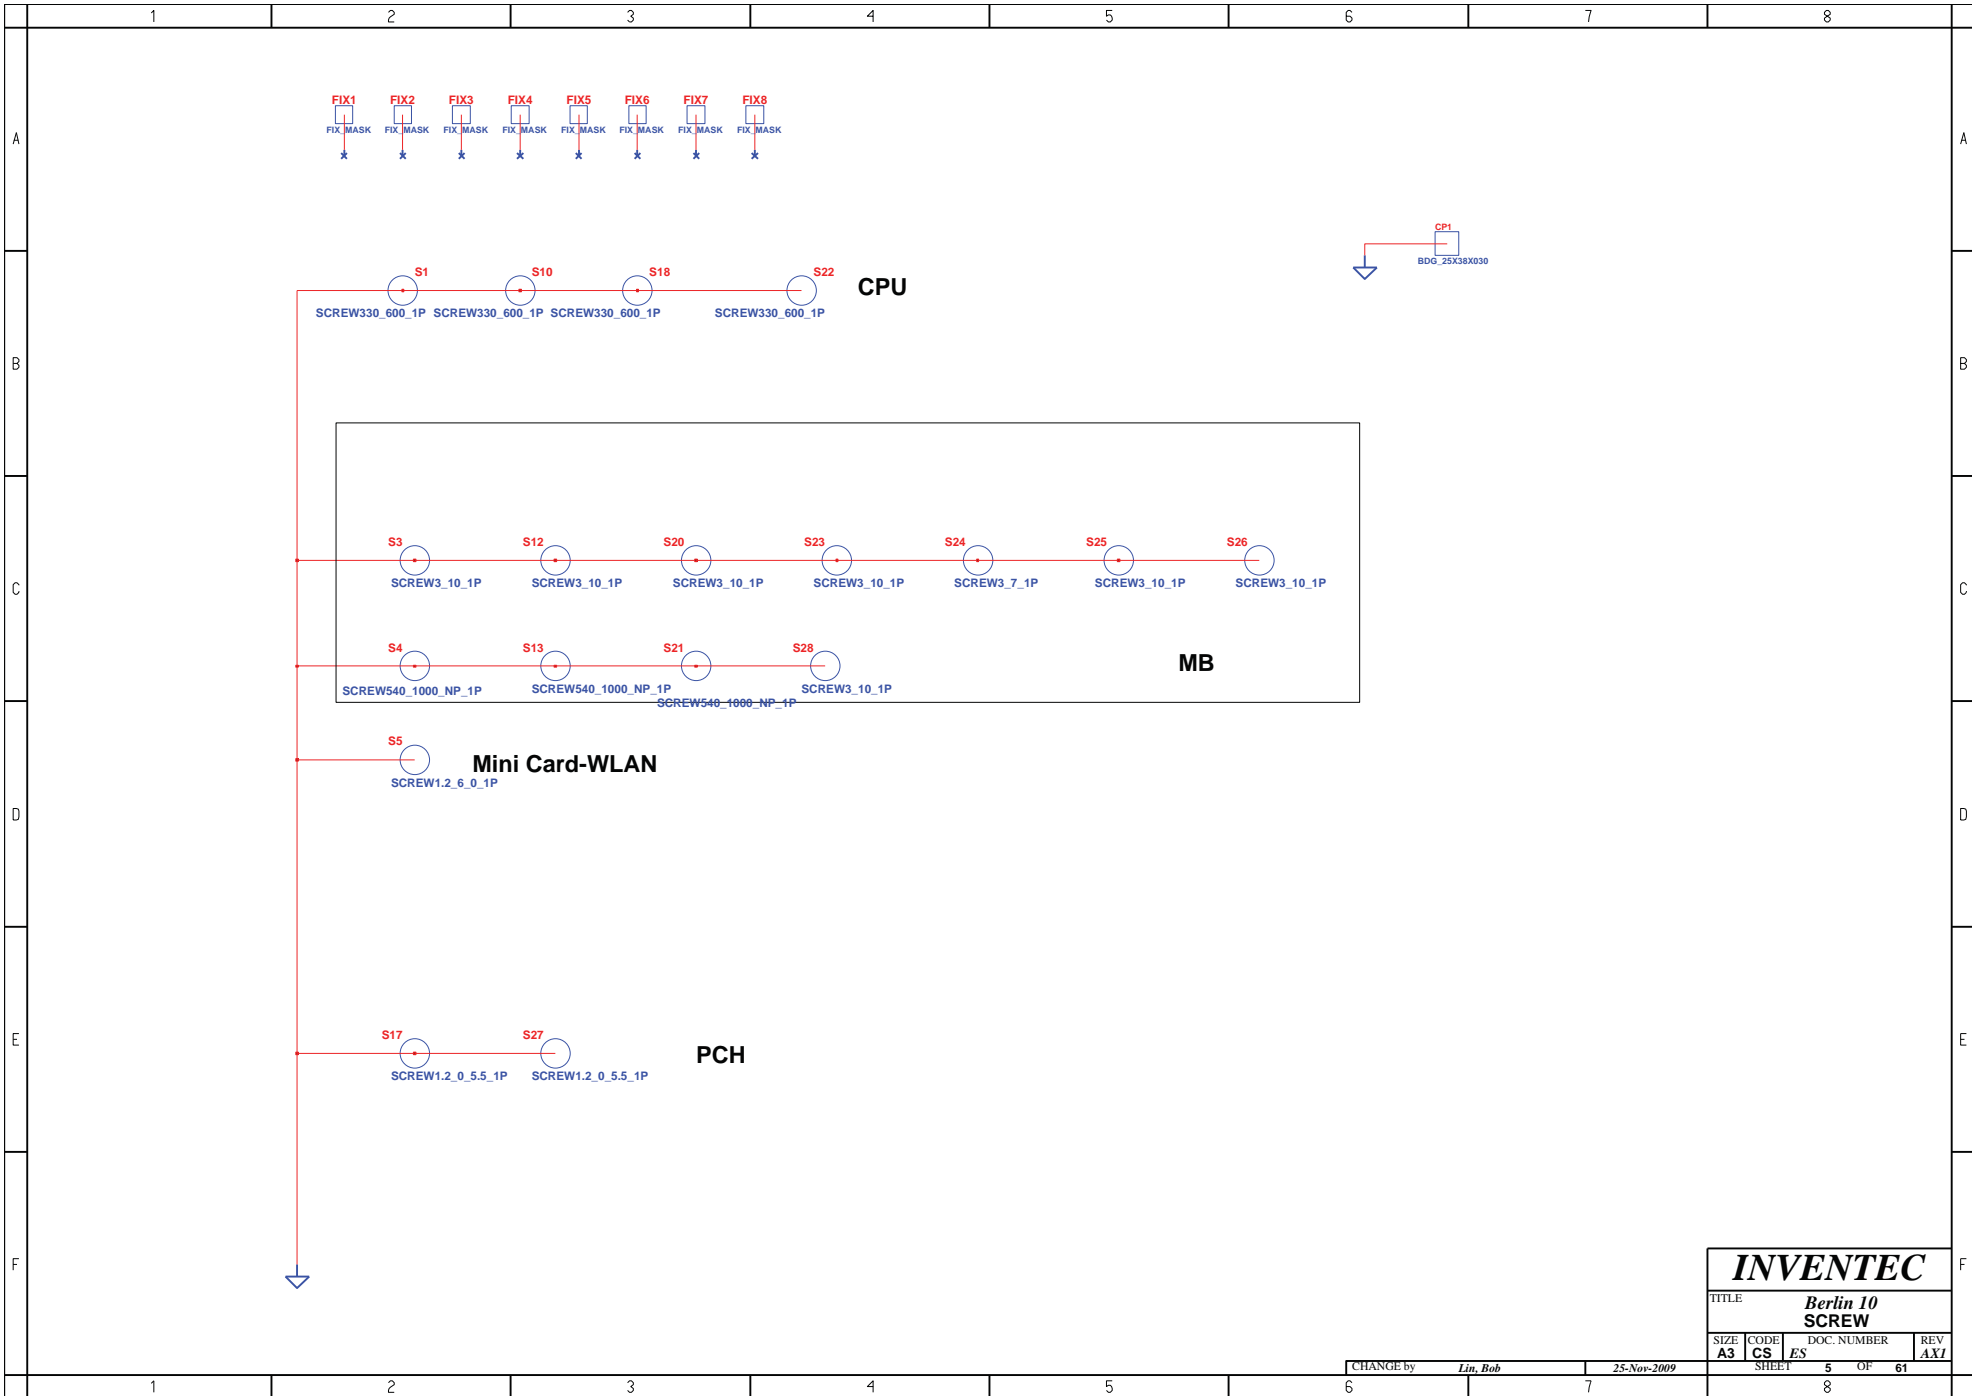 1 2 3 4 5 6 7 8
A A
FIX1 FIX2 FIX3 FIX4 FIX5 FIX6 FIX7 FIX8
FIX_MASK FIX_MASK FIX_MASK FIX_MASK FIX_MASK FIX_MASK FIX_MASK FIX_MASK
CP1
BDG_25X38X030
S1 S10 S18 S22
CPU
SCREW330_600_1P SCREW330_600_1P SCREW330_600_1P SCREW330_600_1P
B B
S3 S12 S20 S23 S24 S25 S26
SCREW3_10_1P SCREW3_10_1P SCREW3_10_1P SCREW3_10_1P SCREW3_7_1P SCREW3_10_1P SCREW3_10_1P
C C
S4 S13 S21 S28
MB
SCREW540_1000_NP_1P SCREW540_1000_NP_1P SCREW540_1000_NP_1P SCREW3_10_1P
S5
Mini Card-WLAN
SCREW1.2_6_0_1P
D D
S17 S27
PCH
SCREW1.2_0_5.5_1P SCREW1.2_0_5.5_1P
E E
F F
INVENTEC
TITLE
Berlin 10
SCREW
SIZE CODE DOC. NUMBER REV
A3 CS ES AX1
CHANGE by Lin, Bob 25-Nov-2009 SHEET 5 OF 61
1 2 3 4 5 6 7 8